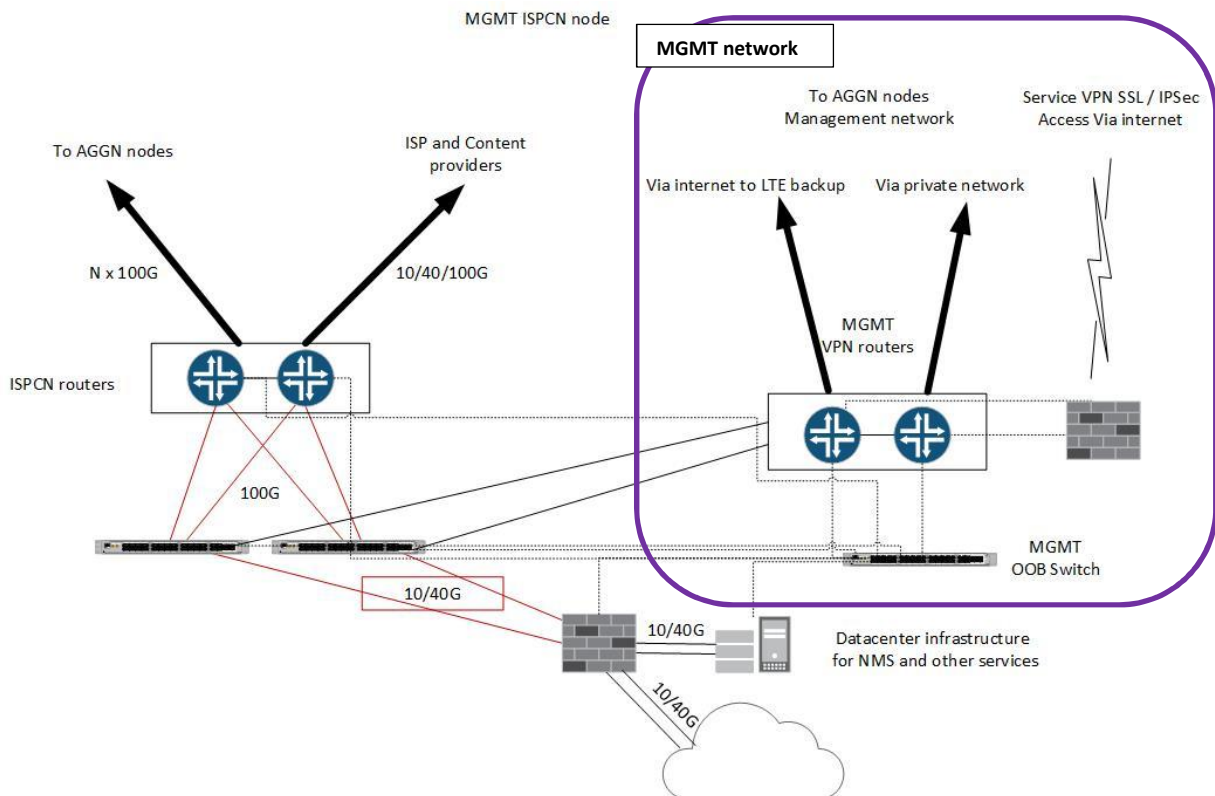 MGMT ISPCN node
MGMT network
To AGGN nodes
ISP and Content
providers
N x 100G
10/40/100G
ISPCN routers
100G
10/40G
To AGGN nodes
Management network
Service VPN SSL / IPSec
Access Via internet
Via internet to LTE backup
Via private network
MGMT
VPN routers
MGMT
OOB Switch
10/40G
Datacenter infrastructure
for NMS and other services
10/40G